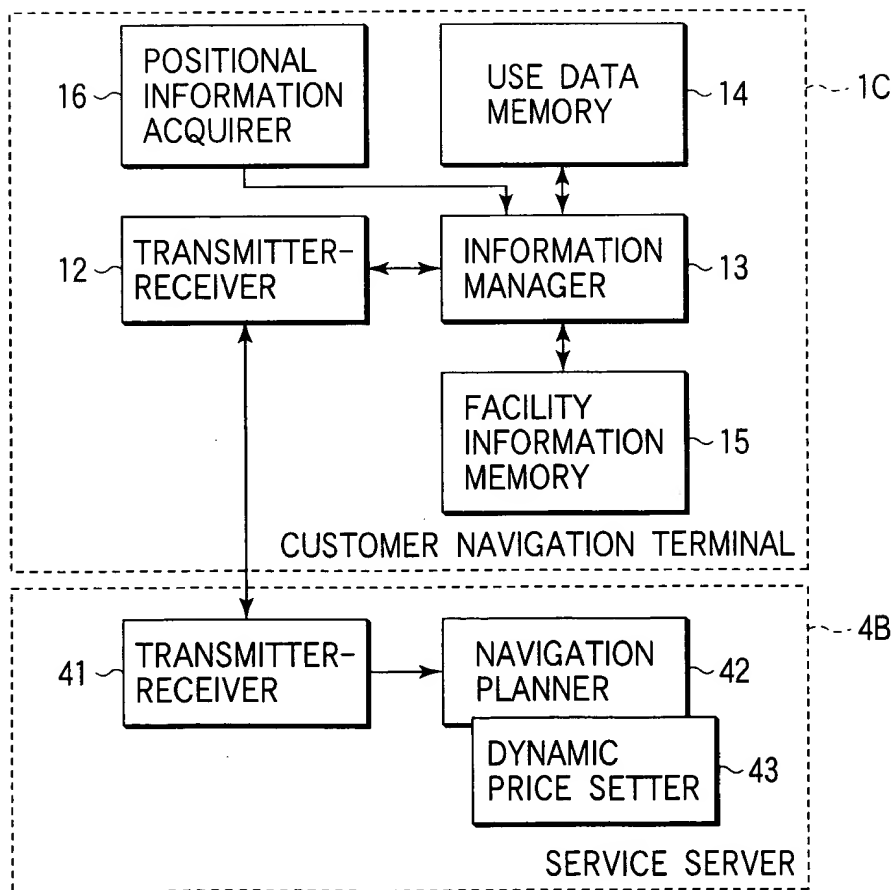 16
POSITIONAL
INFORMATION
ACQUIRER
USE DATA
MEMORY
14
1C
12
TRANSMITTER-
RECEIVER
INFORMATION
MANAGER
13
FACILITY
INFORMATION
MEMORY
15
CUSTOMER NAVIGATION TERMINAL
41
TRANSMITTER-
RECEIVER
NAVIGATION
PLANNER
42
4B
DYNAMIC
PRICE SETTER
43
SERVICE SERVER